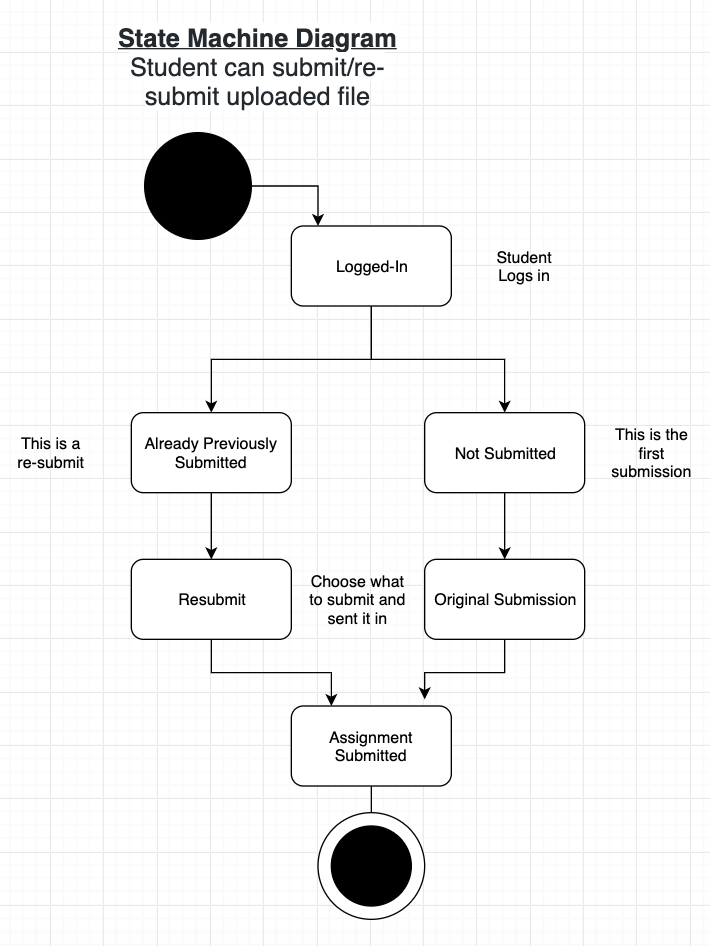 State Machine Diagram
Student can submit/re-
submit uploaded file
Logged-In
Student
Logs in
This is a
re-submit
Already Previously
Submitted
Not Submitted
This is the
first
submission
Resubmit
Choose what
to submit and
sent it in
Original Submission
Assignment
Submitted